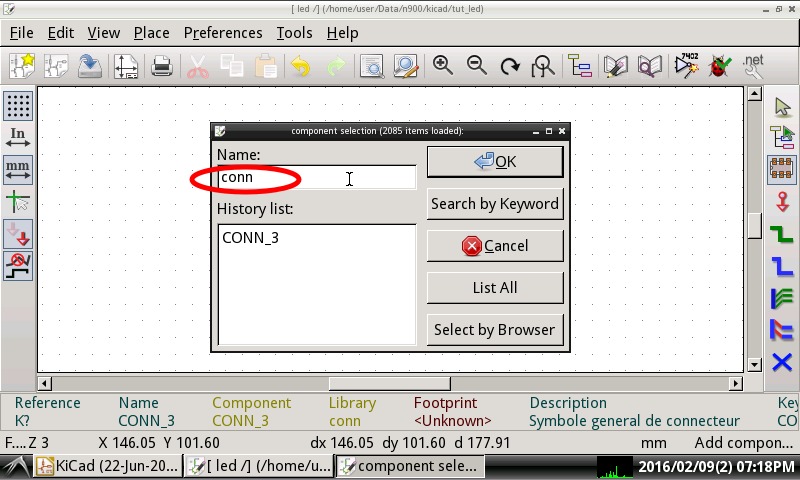 [ led /] (/home/user/Data/n900/kicad/tut_led)
File Edit View Place Preferences Tools Help
7402
.net
In
mm
component selection (2085 items loaded):
Name:
conn
OK
Search by Keyword
History list:
CONN_3
Cancel
List All
Select by Browser
Reference Name Component Library Footprint Description Key
K? CONN_3 CONN_3 conn <Unknown> Symbole general de connecteur CO
F... Z 3 X 146.05 Y 101.60 dx 146.05 dy 101.60 d 177.91 mm Add compon...
KiCad (22-Jun-20... [ led /] (/home/u... component sele... 2016/02/09(2) 07:18PM